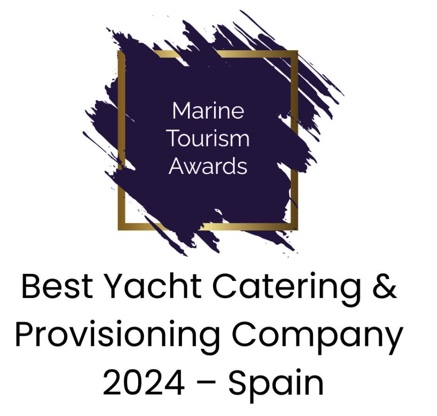 Marine
Tourism
Awards
Best Yacht Catering &
Provisioning Company
2024 – Spain